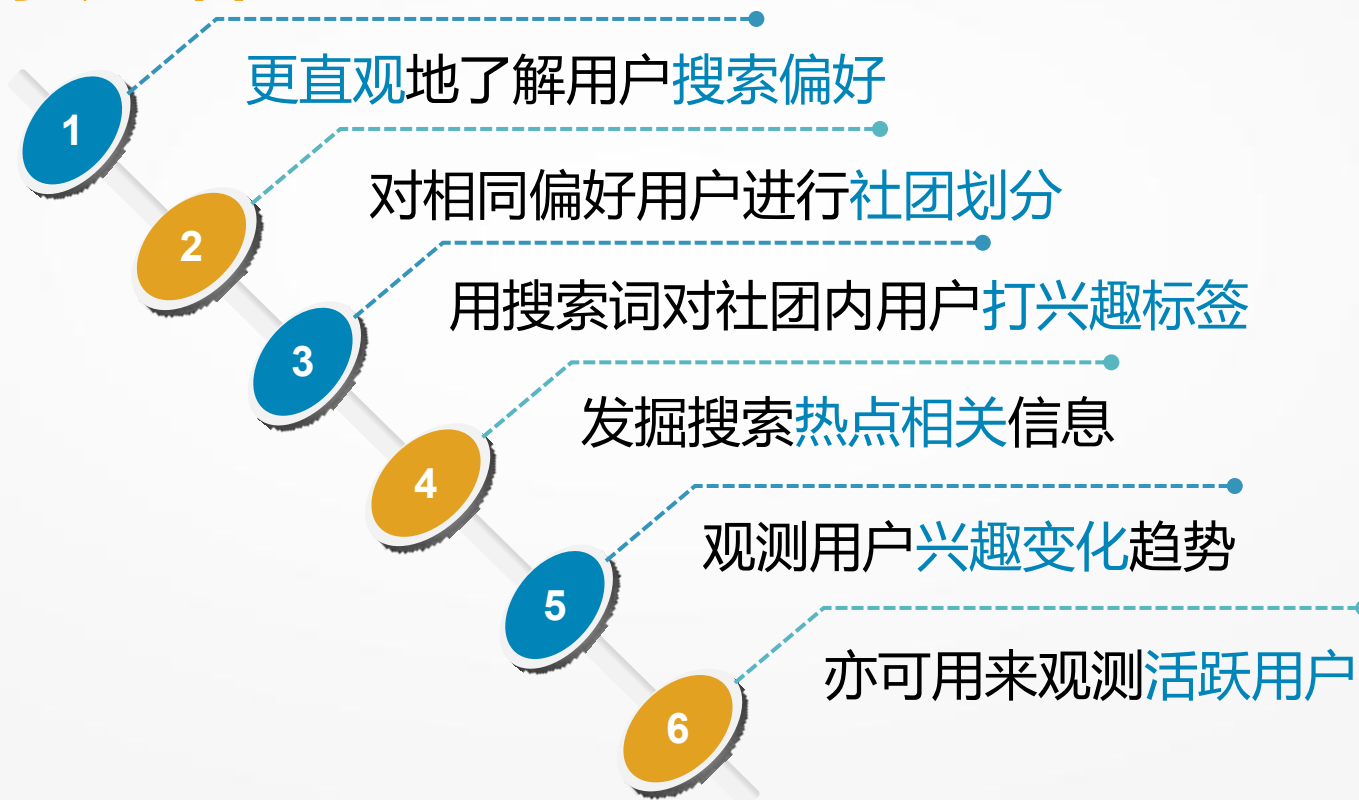 1
更直观地了解用户搜索偏好
2
对相同偏好用户进行社团划分
3
用搜索词对社团内用户打兴趣标签
4
发掘搜索热点相关信息
5
观测用户兴趣变化趋势
6
亦可用来观测活跃用户